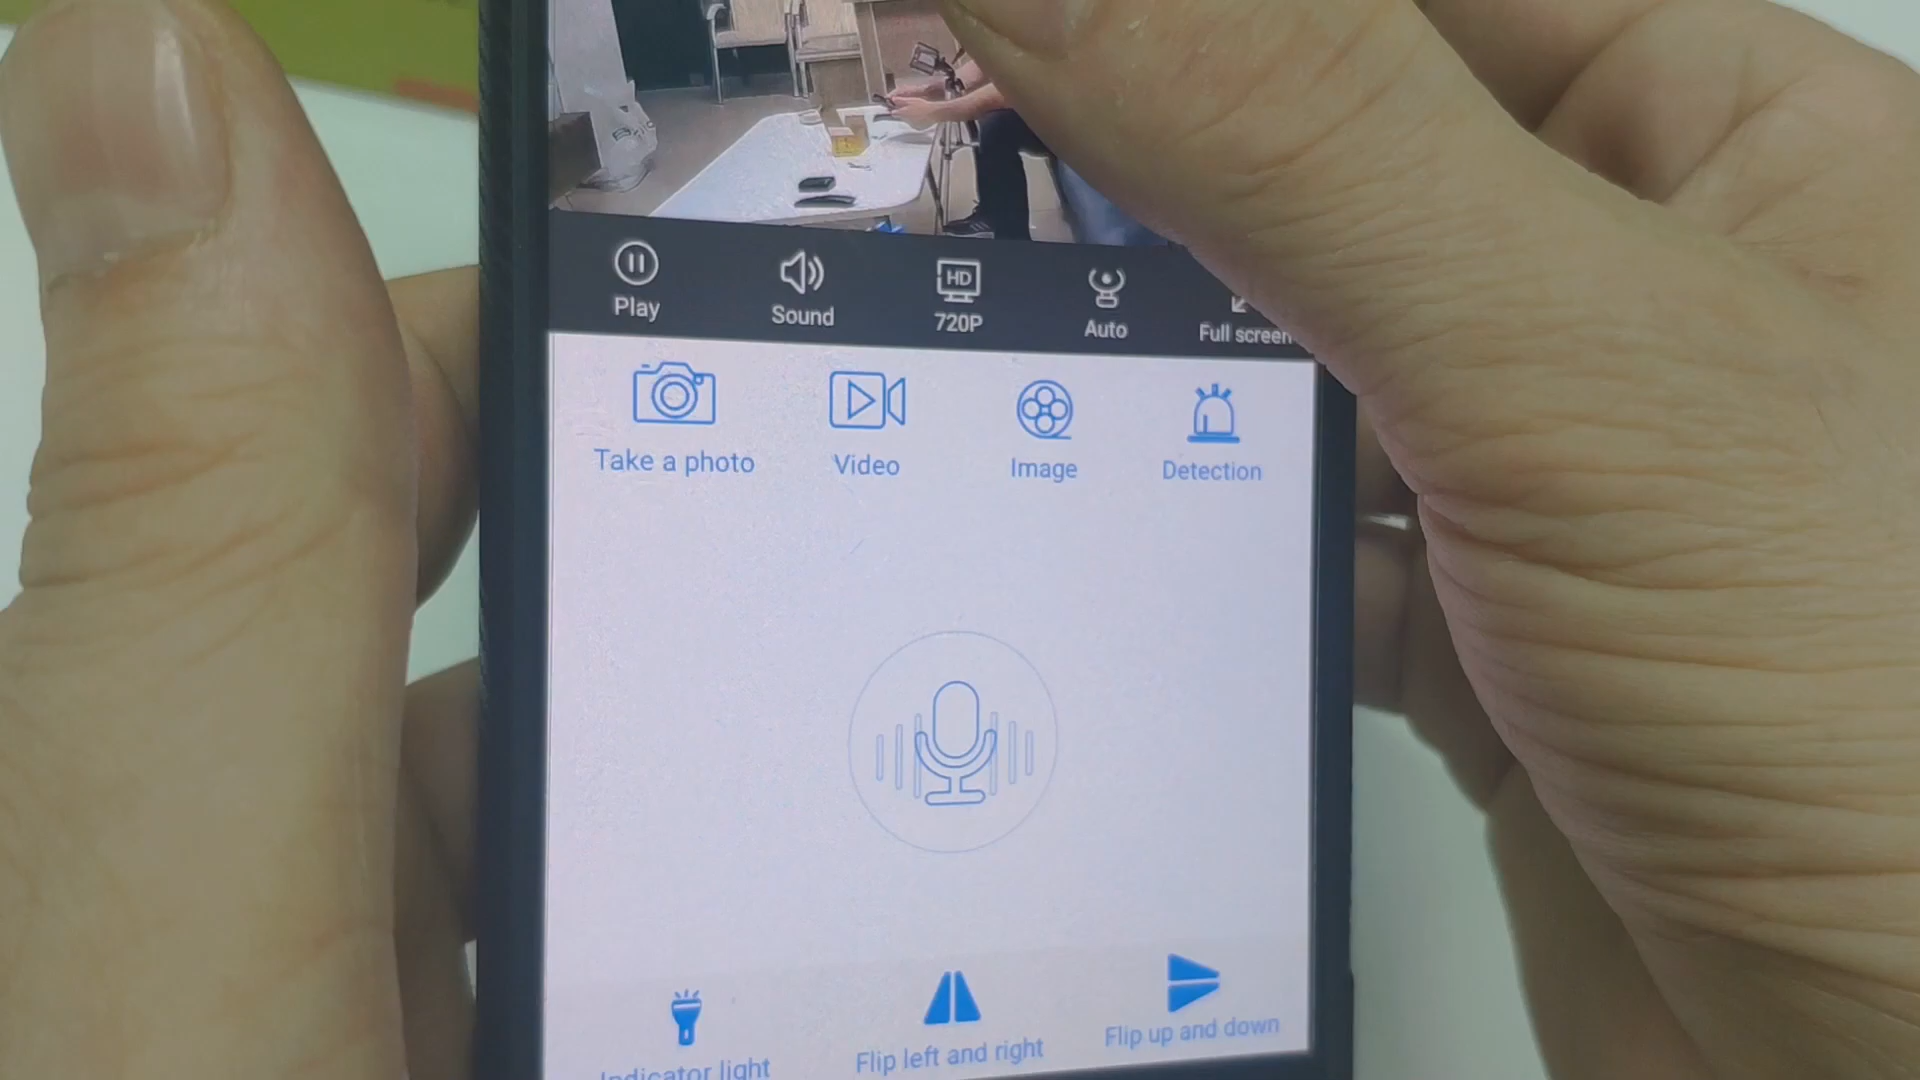 Play
Sound
HD
720P
Auto
Full screen
Take a photo
Video
Image
Detection
Indicator light
Flip left and right
Flip up and down